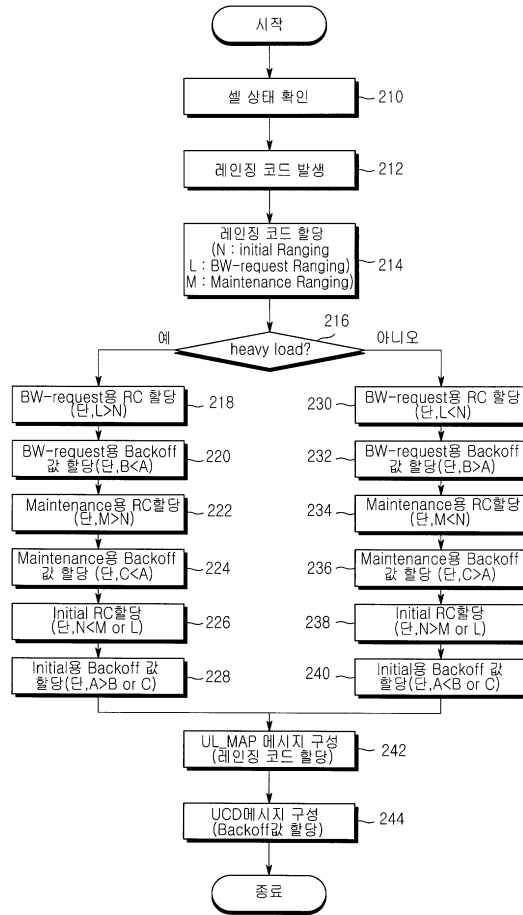 시작
셀 상태 확인
210
레인징 코드 발생
212
레인징 코드 할당
(N : initial Ranging
L : BW-request Ranging)
M : Maintenance Ranging)
214
216
예
heavy load?
아니오
BW-request용 RC 할당
(단,L>N)
218
BW-request용 Backoff
값 할당(단,B<A)
220
Maintenance용 RC할당
(단,M>N)
222
Maintenance용 Backoff
값 할당 (단,C<A)
224
Initial RC할당
(단,N<M or L)
226
Initial용 Backoff 값
할당(단,A>B or C)
228
230
BW-request용 RC 할당
(단,L<N)
232
BW-request용 Backoff
값 할당(단,B>A)
234
Maintenance용 RC할당
(단,M<N)
236
Maintenance용 Backoff
값 할당 (단,C>A)
238
Initial RC할당
(단,N>M or L)
240
Initial용 Backoff 값
할당(단,A<B or C)
UL_MAP 메시지 구성
(레인징 코드 할당)
242
UCD메시지 구성
(Backoff값 할당)
244
종료